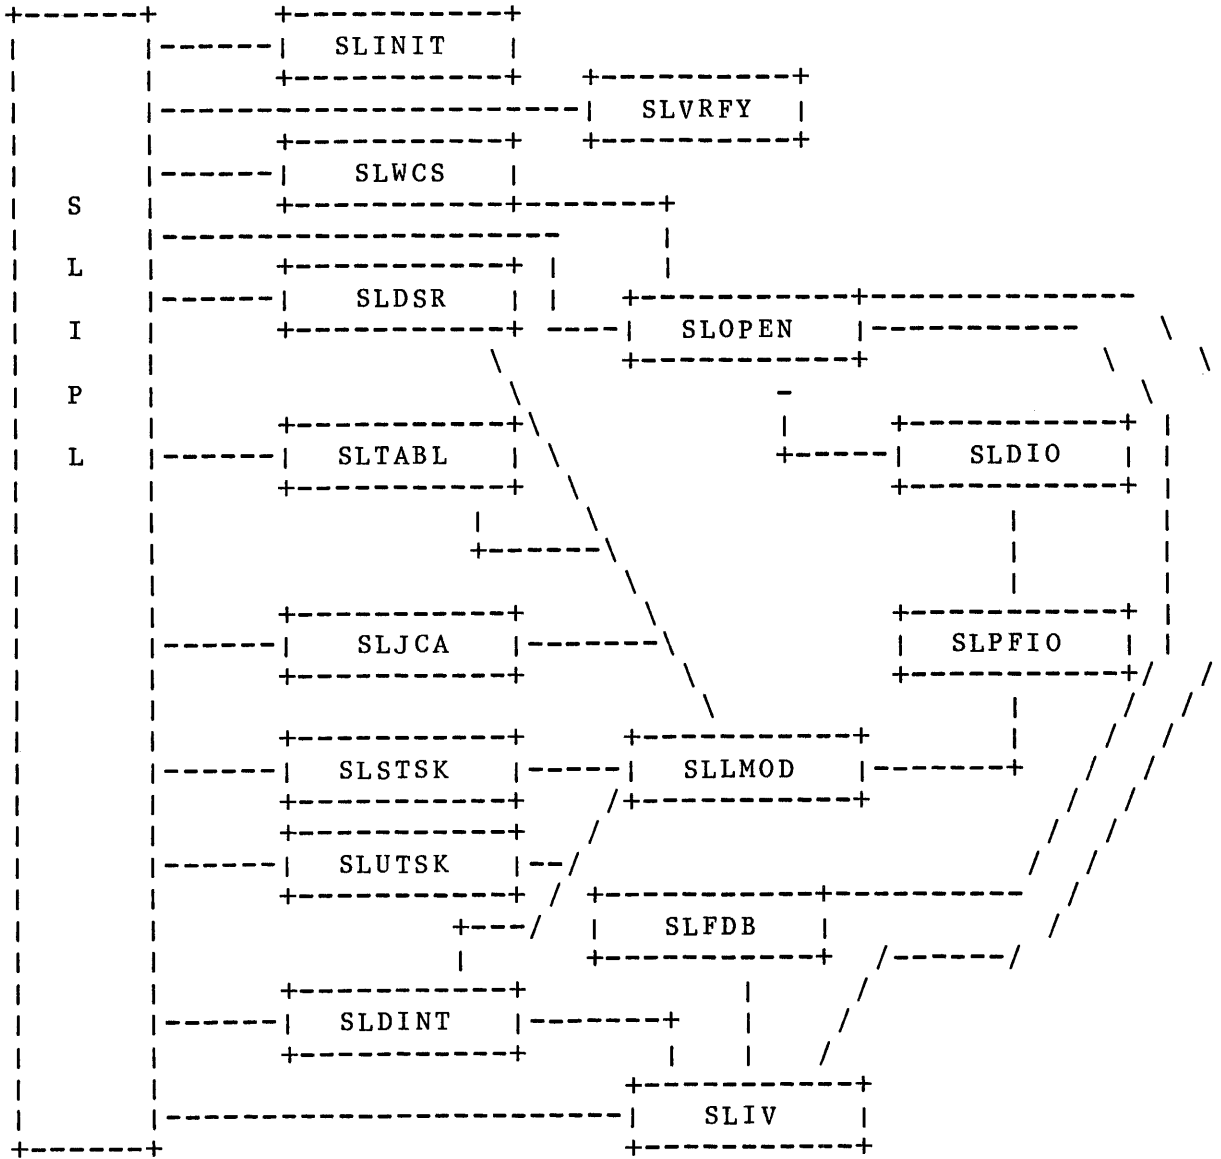 SLINIT
SLVRFY
SLWCS
S
L
I
P
L
SLDSR
SLOPEN
SLTABL
SLDIO
SLJCA
SLPFIO
SLSTSK
SLLMOD
SLUTSK
SLFDB
SLDINT
SLIV